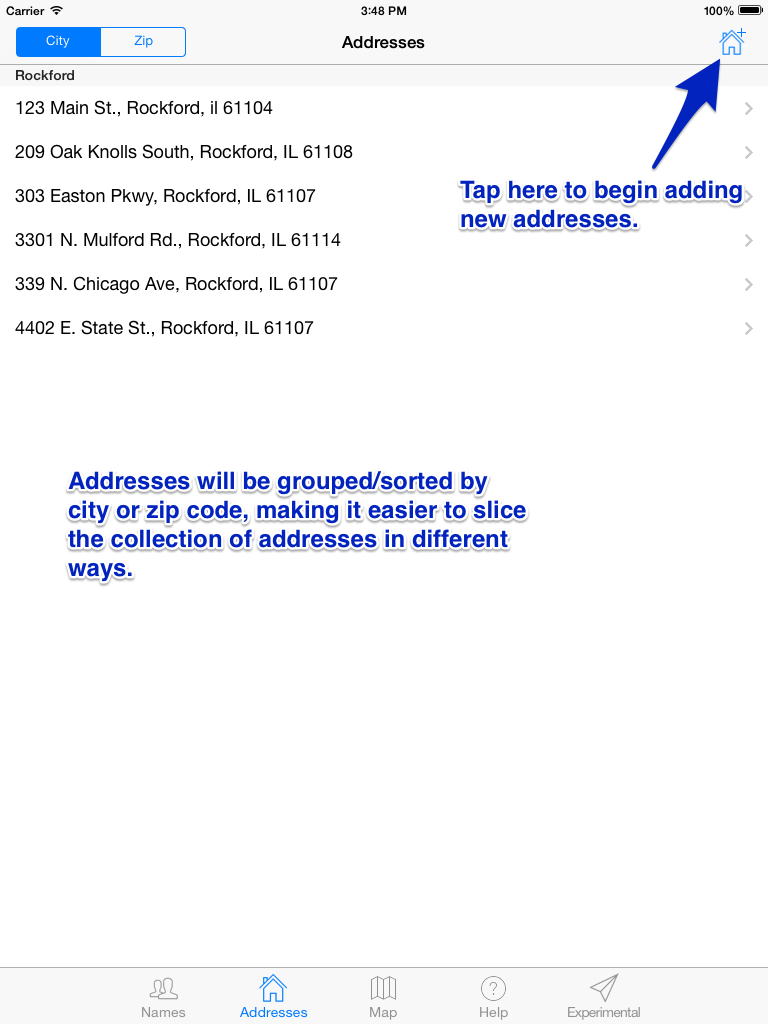 Carrier 3:48 PM 100%
City Zip Addresses
Rockford
123 Main St., Rockford, il 61104
209 Oak Knolls South, Rockford, IL 61108
303 Easton Pkwy, Rockford, IL 61107
3301 N. Mulford Rd., Rockford, IL 61114
339 N. Chicago Ave, Rockford, IL 61107
4402 E. State St., Rockford, IL 61107
Tap here to begin adding
new addresses.
Addresses will be grouped/sorted by
city or zip code, making it easier to slice
the collection of addresses in different
ways.
Names Addresses Map Help Experimental